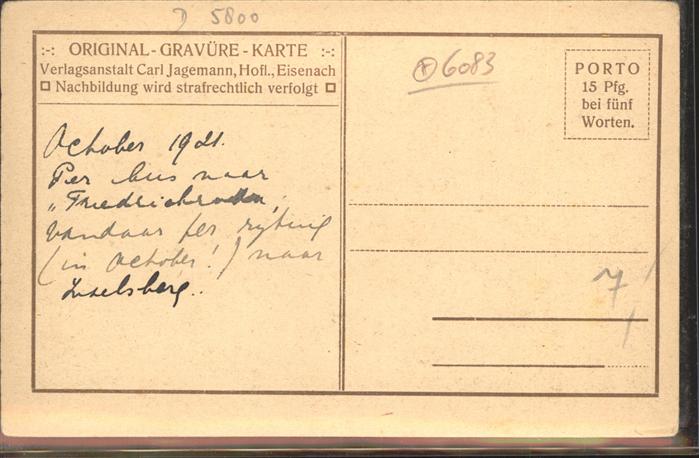 D 5800
:-: ORIGINAL-GRAVÜRE-KARTE :-:
Verlagsanstalt Carl Jagemann, Hofl., Eisenach
Nachbildung wird strafrechtlich verfolgt
6083
PORTO
15 Pfg.
bei fünf
Worten.
October 1921.
Per bus naar
„Friedrichroda,
vandaar per rijtuig
(in October!) naar
Inselsberg..
7